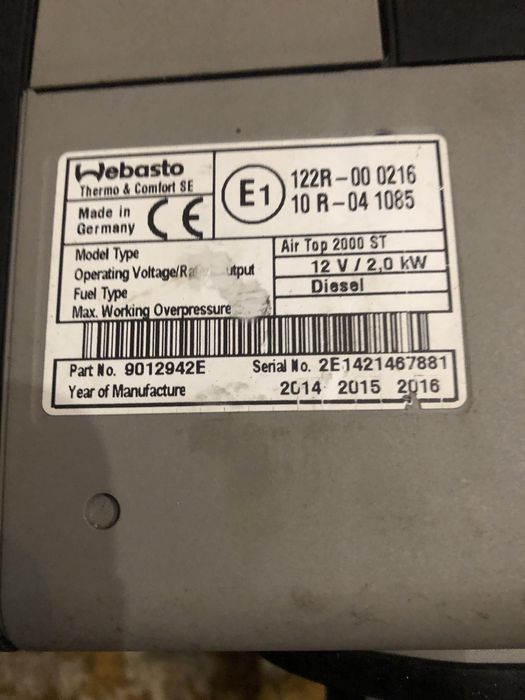 Webasto
Thermo & Comfort SE
Made in
Germany
CE
E1
122R-00 0216
10 R-04 1085
Model Type
Air Top 2000 ST
Operating Voltage/Ra utput
12 V / 2,0 kW
Fuel Type
Diesel
Max. Working Overpressure
Part No. 9012942E
Serial No. 2E1421467881
Year of Manufacture
2014 2015 2016